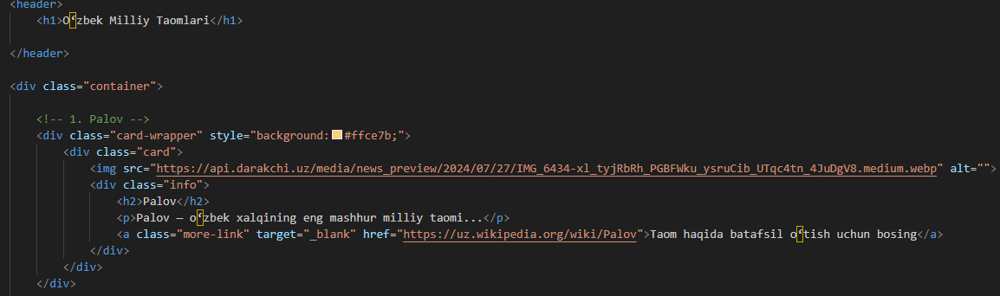 <header>
<h1>O‘zbek Milliy Taomlari</h1>
</header>
<div class="container">
<!-- 1. Palov -->
<div class="card-wrapper" style="background:#ffce7b;">
<div class="card">
<img src="https://api.darakchi.uz/media/news_preview/2024/07/27/IMG_6434-xl_tyjRbRh_PGBFWku_ysruCib_UTqc4tn_4JuDgV8.medium.webp" alt="">
<div class="info">
<h2>Palov</h2>
<p>Palov — o‘zbek xalqining eng mashhur milliy taomi...</p>
<a class="more-link" target="_blank" href="https://uz.wikipedia.org/wiki/Palov">Taom haqida batafsil o‘tish uchun bosing</a>
</div>
</div>
</div>